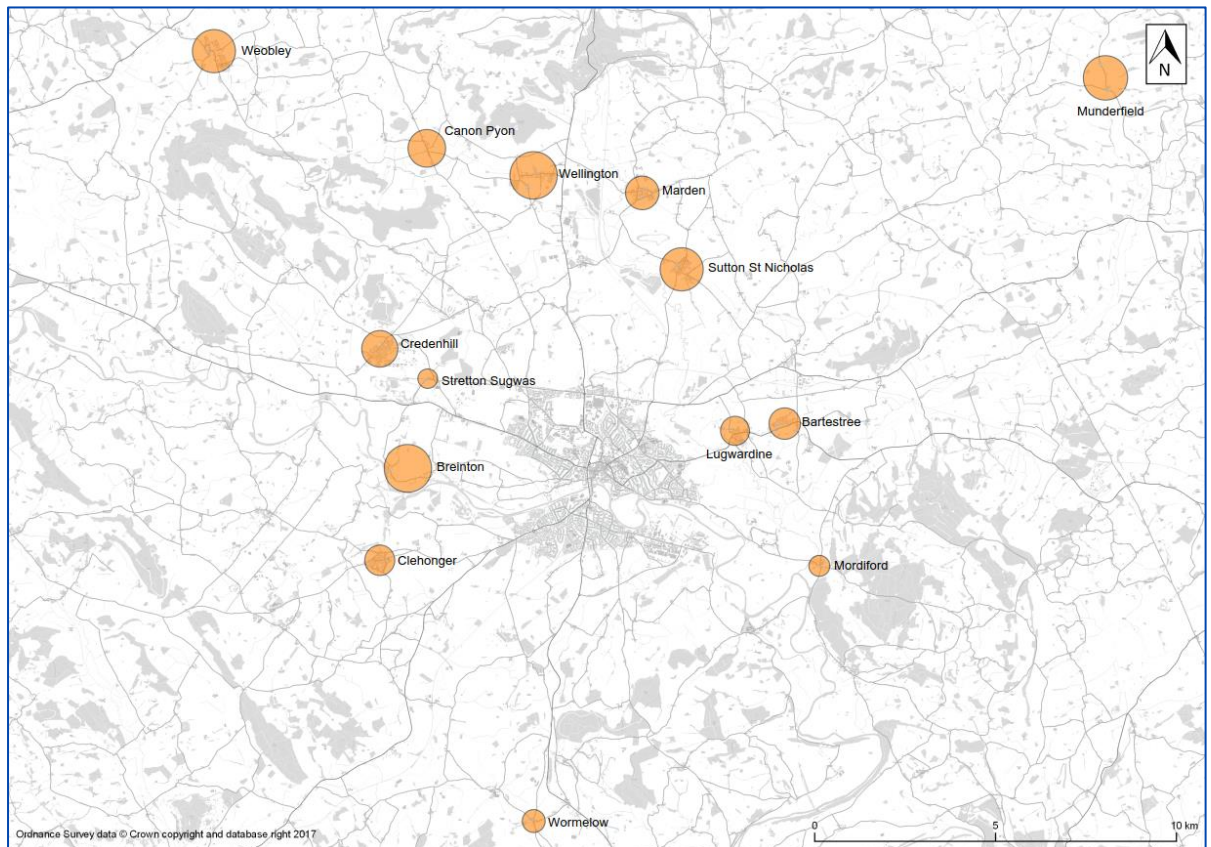 Weobley
N
Munderfield
Canon Pyon
Wellington
Marden
Sutton St Nicholas
Credenhill
Stretton Sugwas
Bartestree
Lugwardine
Breinton
Clehonger
Mordiford
Wormelow
Ordnance Survey data © Crown copyright and database right 2017
0 5 10 km